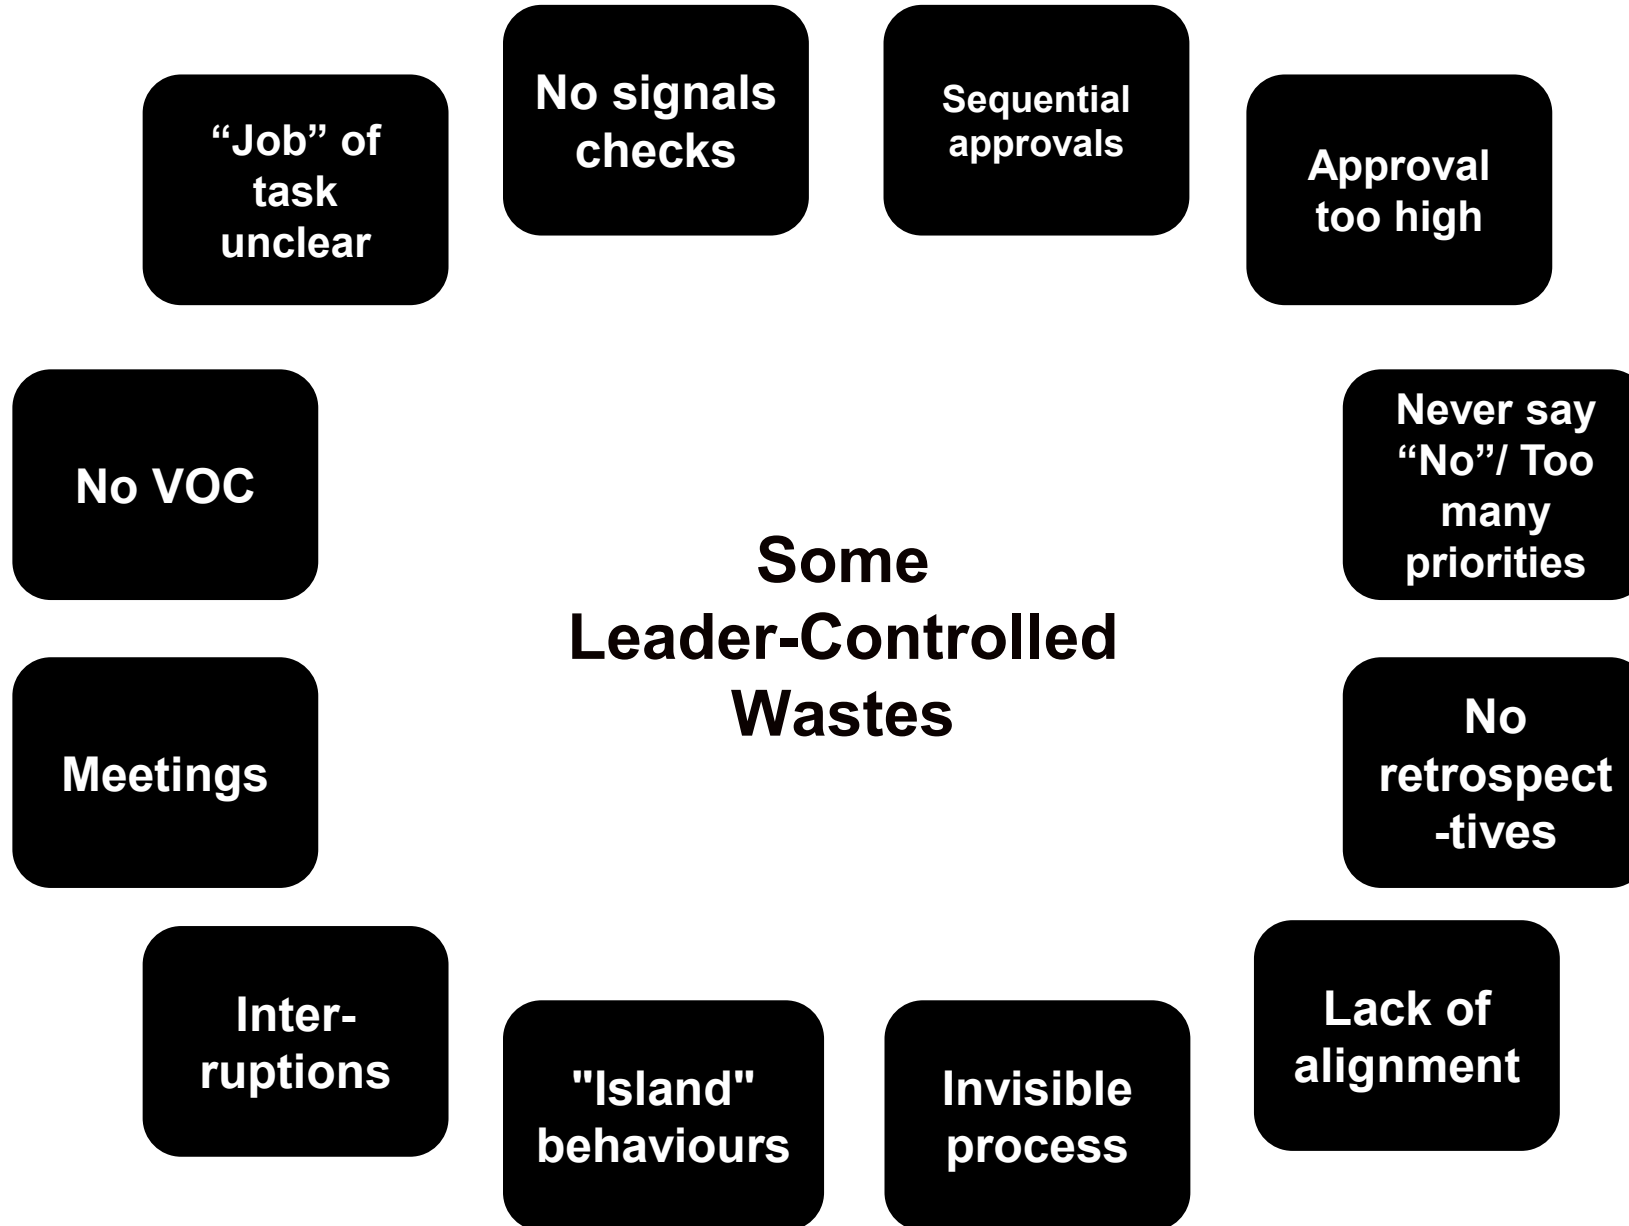 No signals
checks
Sequential
approvals
“Job” of
task
unclear
Approval
too high
No VOC
Never say
“No”/ Too
many
priorities
Some
Leader-Controlled
Wastes
Meetings
No
retrospect
-tives
Inter-
ruptions
"Island"
behaviours
Invisible
process
Lack of
alignment